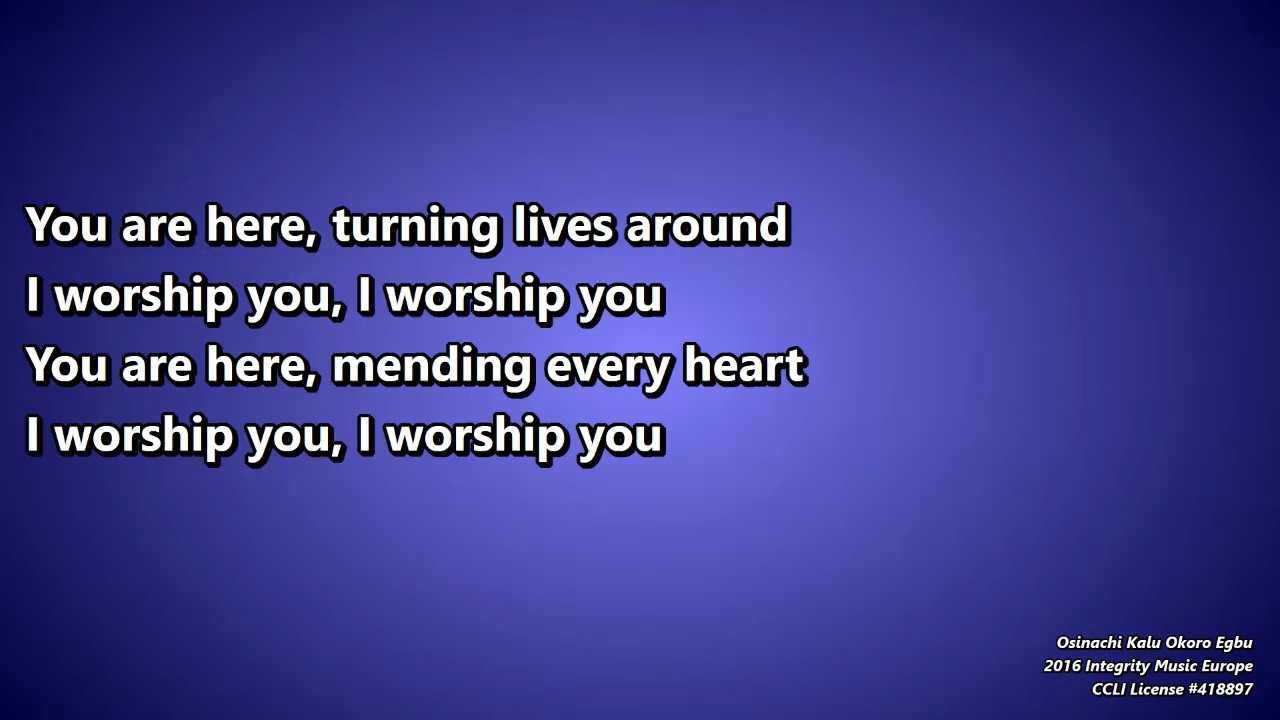 You are here, turning lives around
I worship you, I worship you
You are here, mending every heart
I worship you, I worship you
Osinachi Kalu Okoro Egbu
2016 Integrity Music Europe
CCLI License #418897